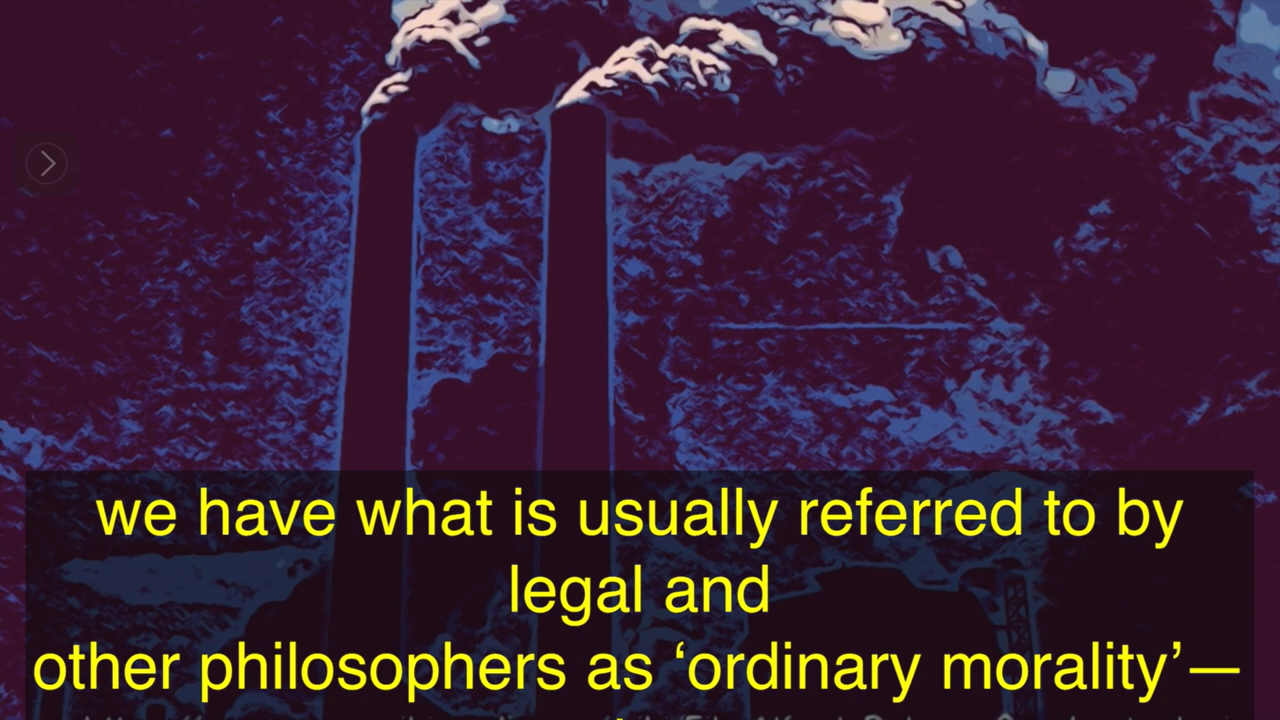 we have what is usually referred to by
legal and
other philosophers as ‘ordinary morality’—